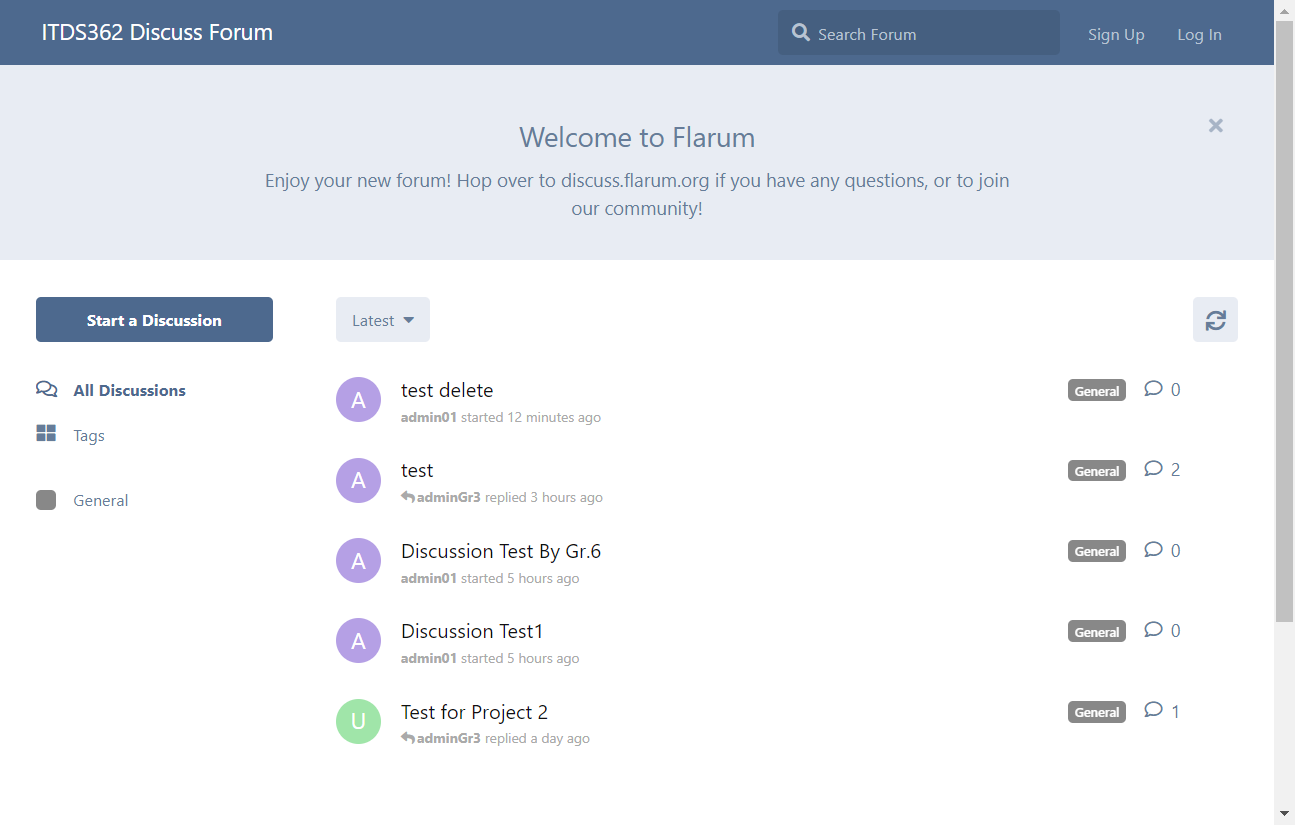 ITDS362 Discuss Forum
Search Forum
Sign Up
Log In
Welcome to Flarum
Enjoy your new forum! Hop over to discuss.flarum.org if you have any questions, or to join
our community!
Start a Discussion
Latest
All Discussions
Tags
General
A
test delete
General
0
admin01 started 12 minutes ago
A
test
General
2
adminGr3 replied 3 hours ago
A
Discussion Test By Gr.6
General
0
admin01 started 5 hours ago
A
Discussion Test1
General
0
admin01 started 5 hours ago
U
Test for Project 2
General
1
adminGr3 replied a day ago